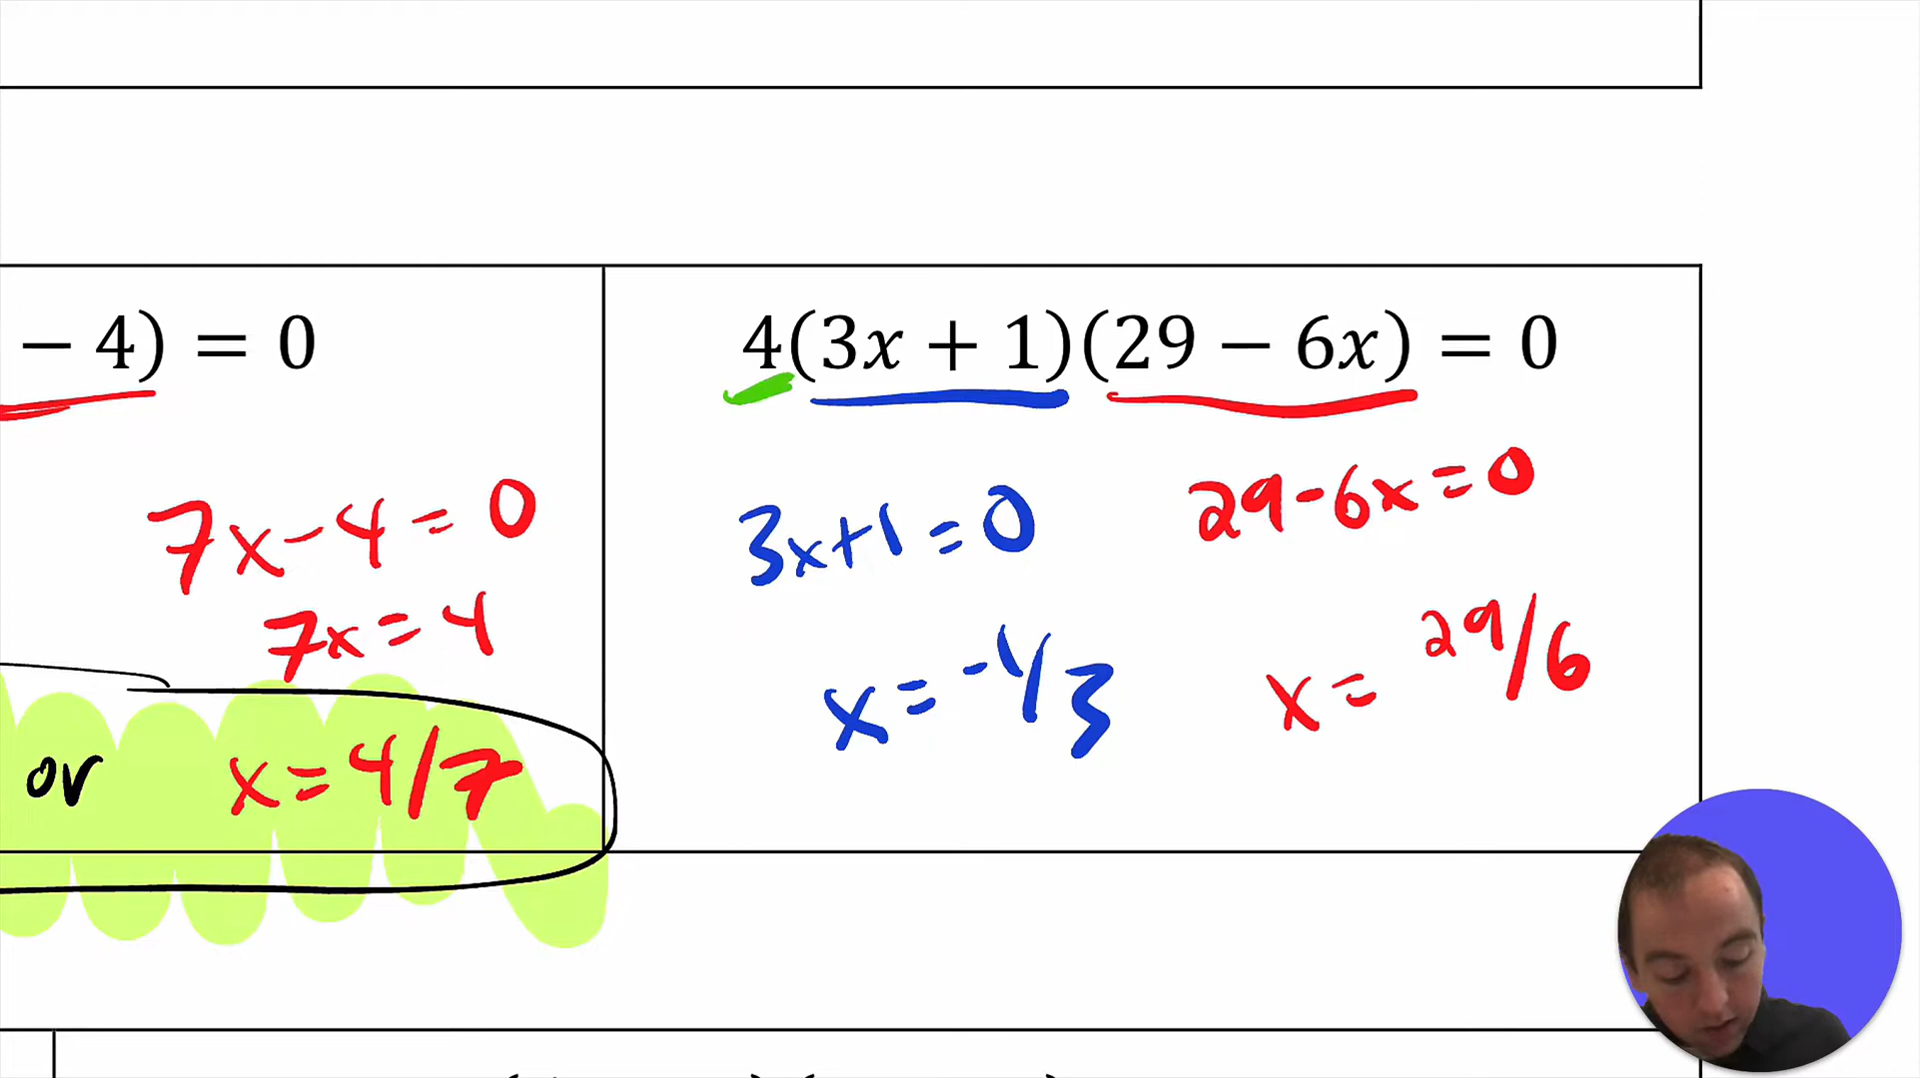 − 4) = 0
7x-4=0
7x=4
or x=4/7
4(3x + 1)(29 − 6x) = 0
3x+1=0
x=-1/3
29-6x=0
x=29/6